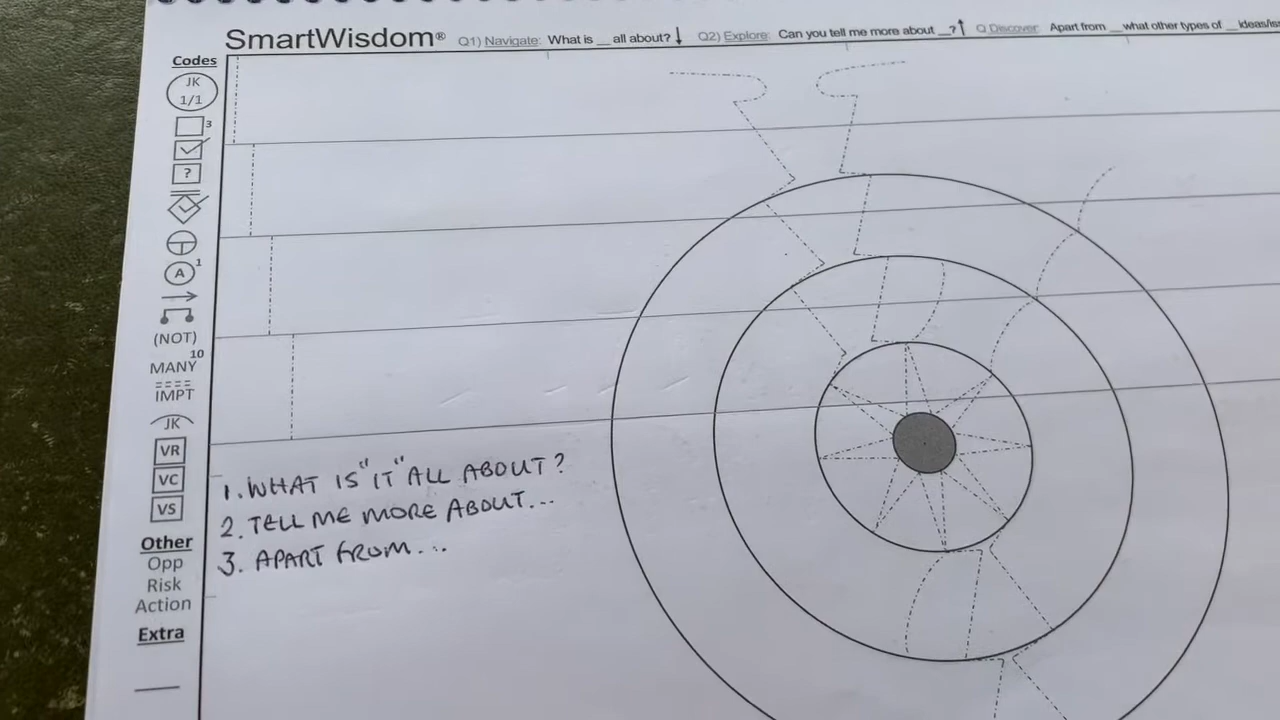 SmartWisdom® Q1) Navigate: What is __ all about?↓ Q2) Explore: Can you tell me more about __?↑ Q Discover: Apart from __ what other types of __ ideas/is
Codes
JK
1/1
3
?
T
A 1
(NOT)
MANY 10
IMPT
JK
VR
VC
VS
Other
Opp
Risk
Action
Extra
1. WHAT IS "IT" ALL ABOUT?
2. TELL ME MORE ABOUT...
3. APART FROM...